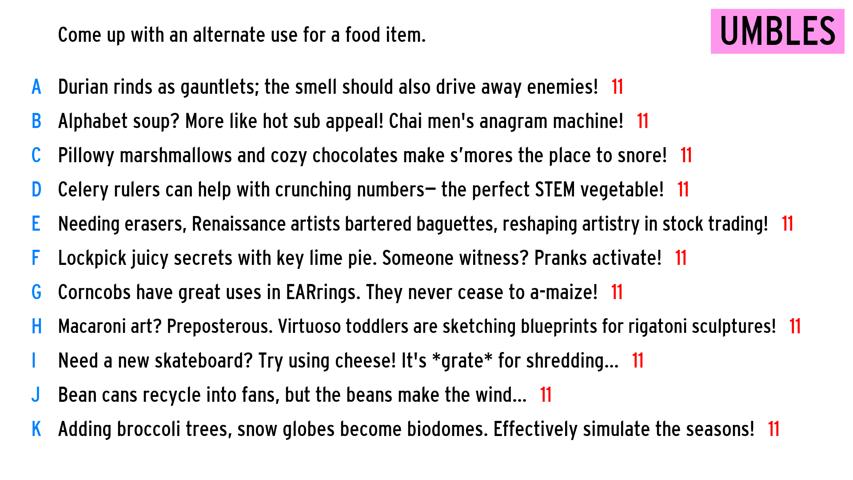 Come up with an alternate use for a food item.
UMBLES
A Durian rinds as gauntlets; the smell should also drive away enemies! 11
B Alphabet soup? More like hot sub appeal! Chai men's anagram machine! 11
C Pillowy marshmallows and cozy chocolates make s’mores the place to snore! 11
D Celery rulers can help with crunching numbers— the perfect STEM vegetable! 11
E Needing erasers, Renaissance artists bartered baguettes, reshaping artistry in stock trading! 11
F Lockpick juicy secrets with key lime pie. Someone witness? Pranks activate! 11
G Corncobs have great uses in EARrings. They never cease to a-maize! 11
H Macaroni art? Preposterous. Virtuoso toddlers are sketching blueprints for rigatoni sculptures! 11
I Need a new skateboard? Try using cheese! It's *grate* for shredding... 11
J Bean cans recycle into fans, but the beans make the wind... 11
K Adding broccoli trees, snow globes become biodomes. Effectively simulate the seasons! 11